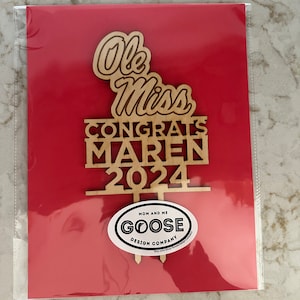 Ole
Miss
CONGRATS
MAREN
2024
MOM AND ME
GOOSE
DESIGN COMPANY